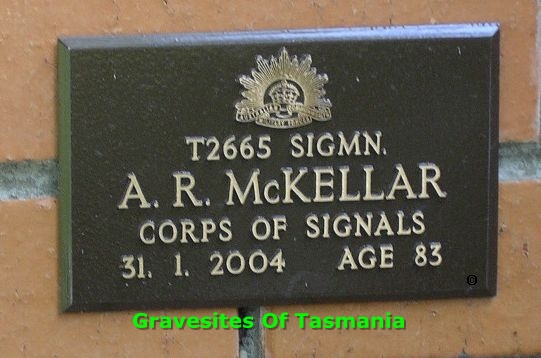 T2665 SIGMN.
A. R. McKELLAR
CORPS OF SIGNALS
31. 1. 2004 AGE 83
©
Gravesites Of Tasmania